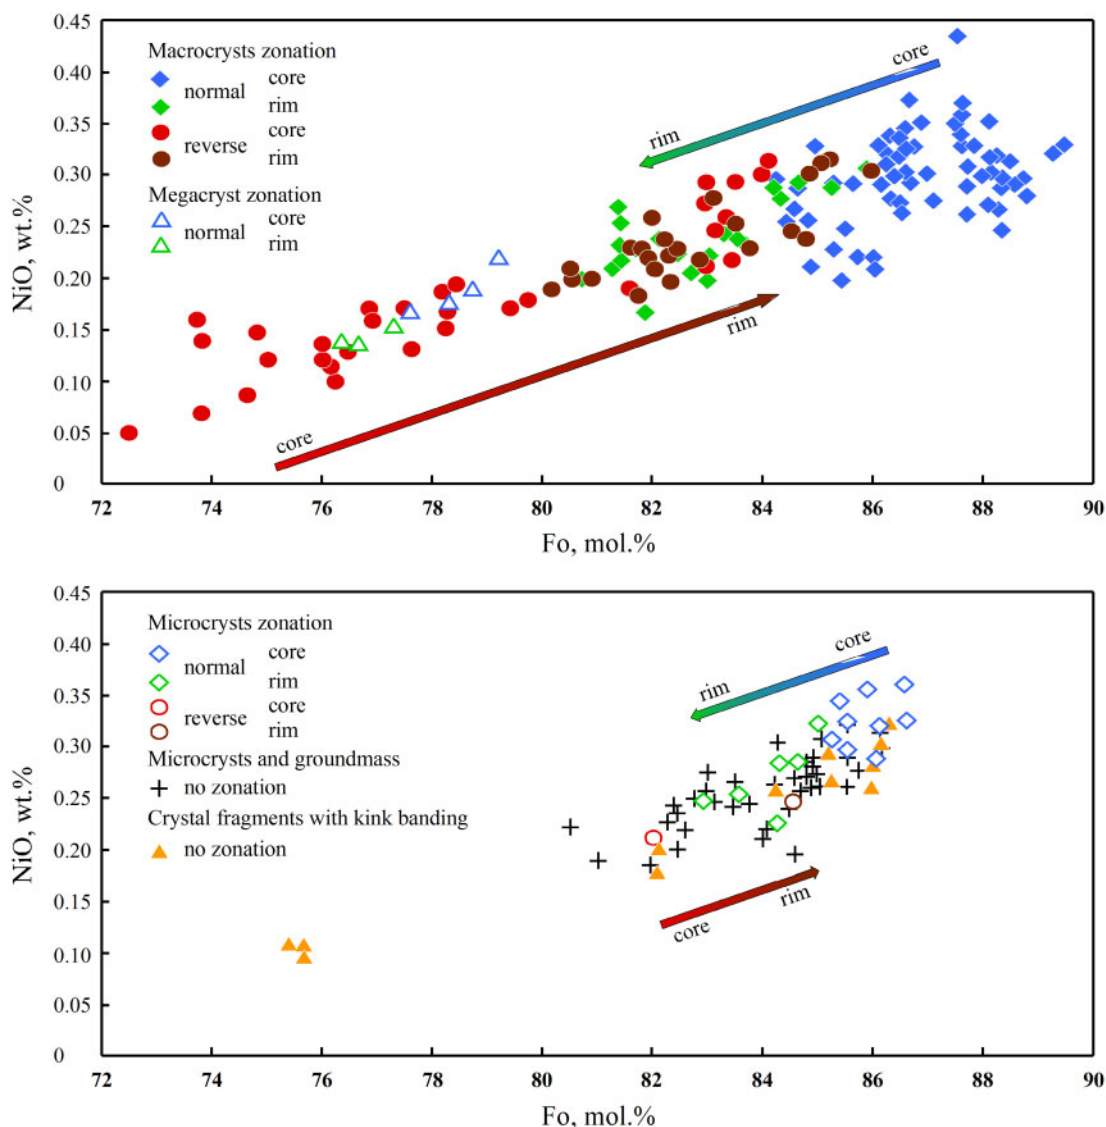 0.45
0.40
0.35
0.30
0.25
0.20
0.15
0.10
0.05
0
NiO, wt.%
Macrocrysts zonation
normal core
rim
reverse core
rim
Megacryst zonation
normal core
rim
core
rim
core
rim
72 74 76 78 80 82 84 86 88 90
Fo, mol.%
0.45
0.40
0.35
0.30
0.25
0.20
0.15
0.10
0.05
0
NiO, wt.%
Microcrysts zonation
normal core
rim
reverse core
rim
Microcrysts and groundmass
no zonation
Crystal fragments with kink banding
no zonation
core
rim
core
rim
72 74 76 78 80 82 84 86 88 90
Fo, mol.%